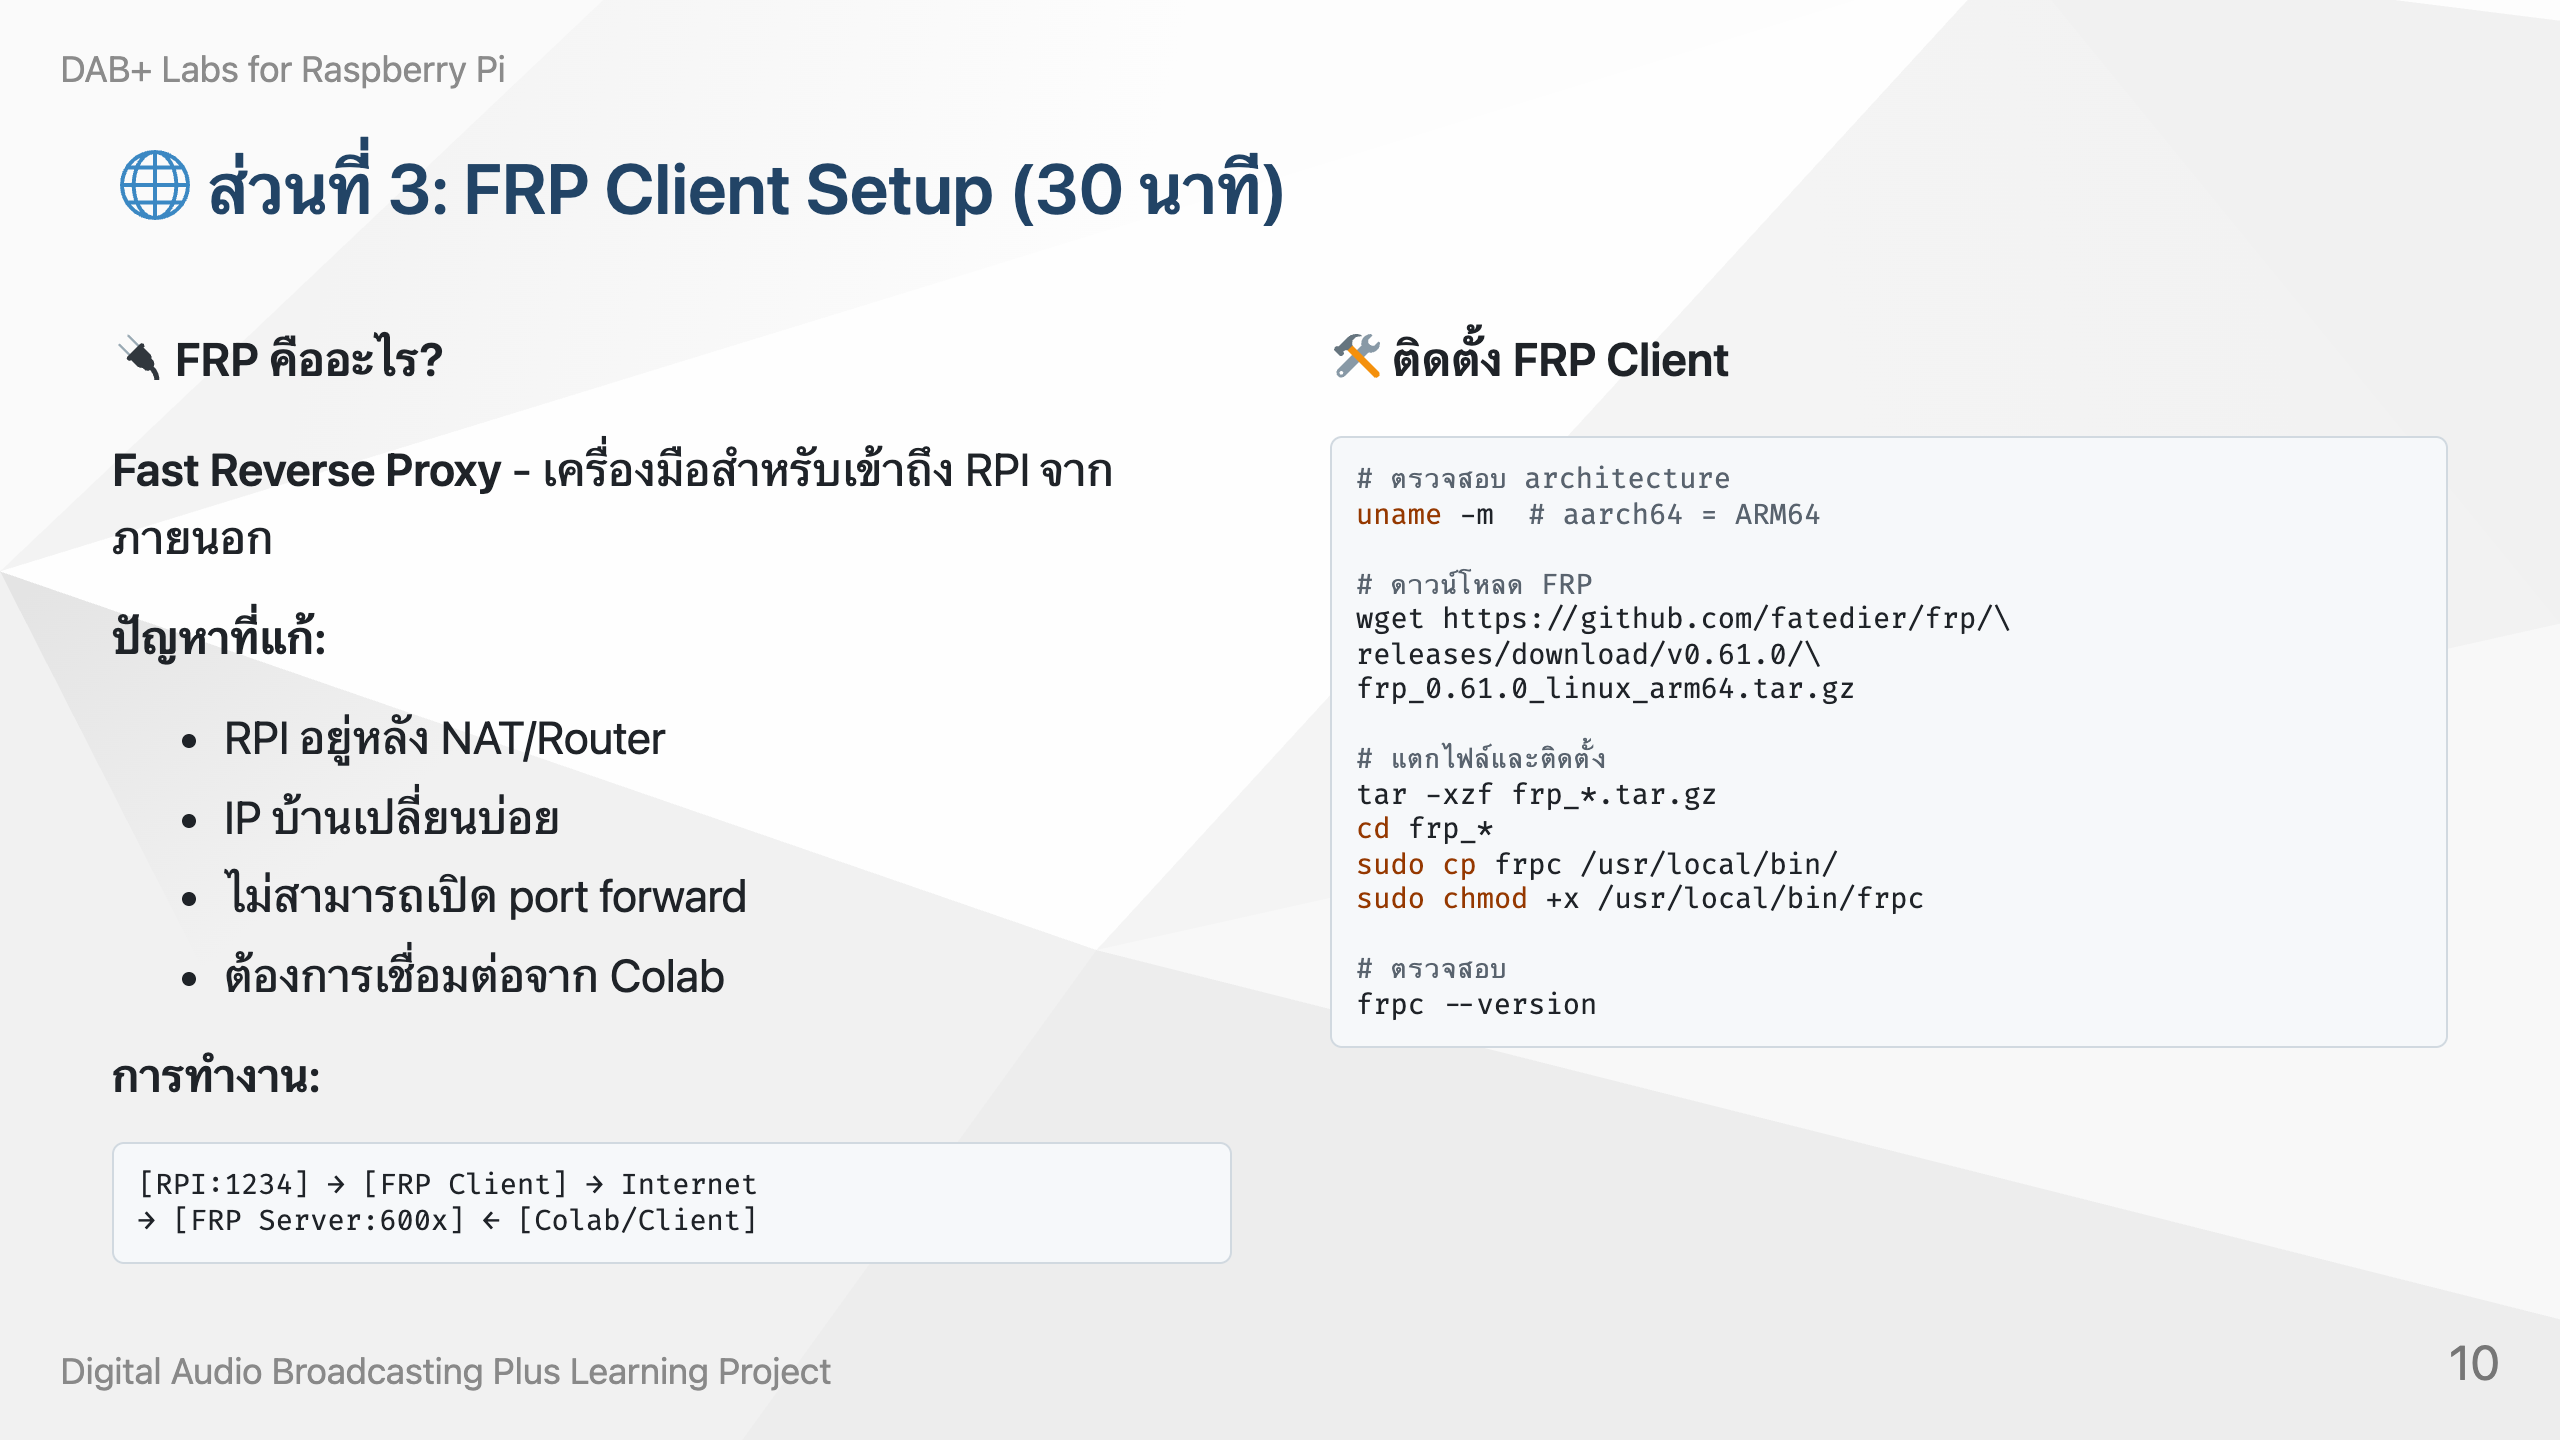 DAB+ Labs for Raspberry Pi
🌐 ส่วนที่ 3: FRP Client Setup (30 นาที)
🔌 FRP คืออะไร?
Fast Reverse Proxy - เครื่องมือสำหรับเข้าถึง RPI จาก
ภายนอก
ปัญหาที่แก้:
• RPI อยู่หลัง NAT/Router
• IP บ้านเปลี่ยนบ่อย
• ไม่สามารถเปิด port forward
• ต้องการเชื่อมต่อจาก Colab
การทำงาน:
[RPI:1234] → [FRP Client] → Internet
→ [FRP Server:600x] ← [Colab/Client]
🛠️ ติดตั้ง FRP Client
# ตรวจสอบ architecture
uname -m  # aarch64 = ARM64
# ดาวน์โหลด FRP
wget https://github.com/fatedier/frp/\
releases/download/v0.61.0/\
frp_0.61.0_linux_arm64.tar.gz
# แตกไฟล์และติดตั้ง
tar -xzf frp_*.tar.gz
cd frp_*
sudo cp frpc /usr/local/bin/
sudo chmod +x /usr/local/bin/frpc
# ตรวจสอบ
frpc --version
Digital Audio Broadcasting Plus Learning Project
10